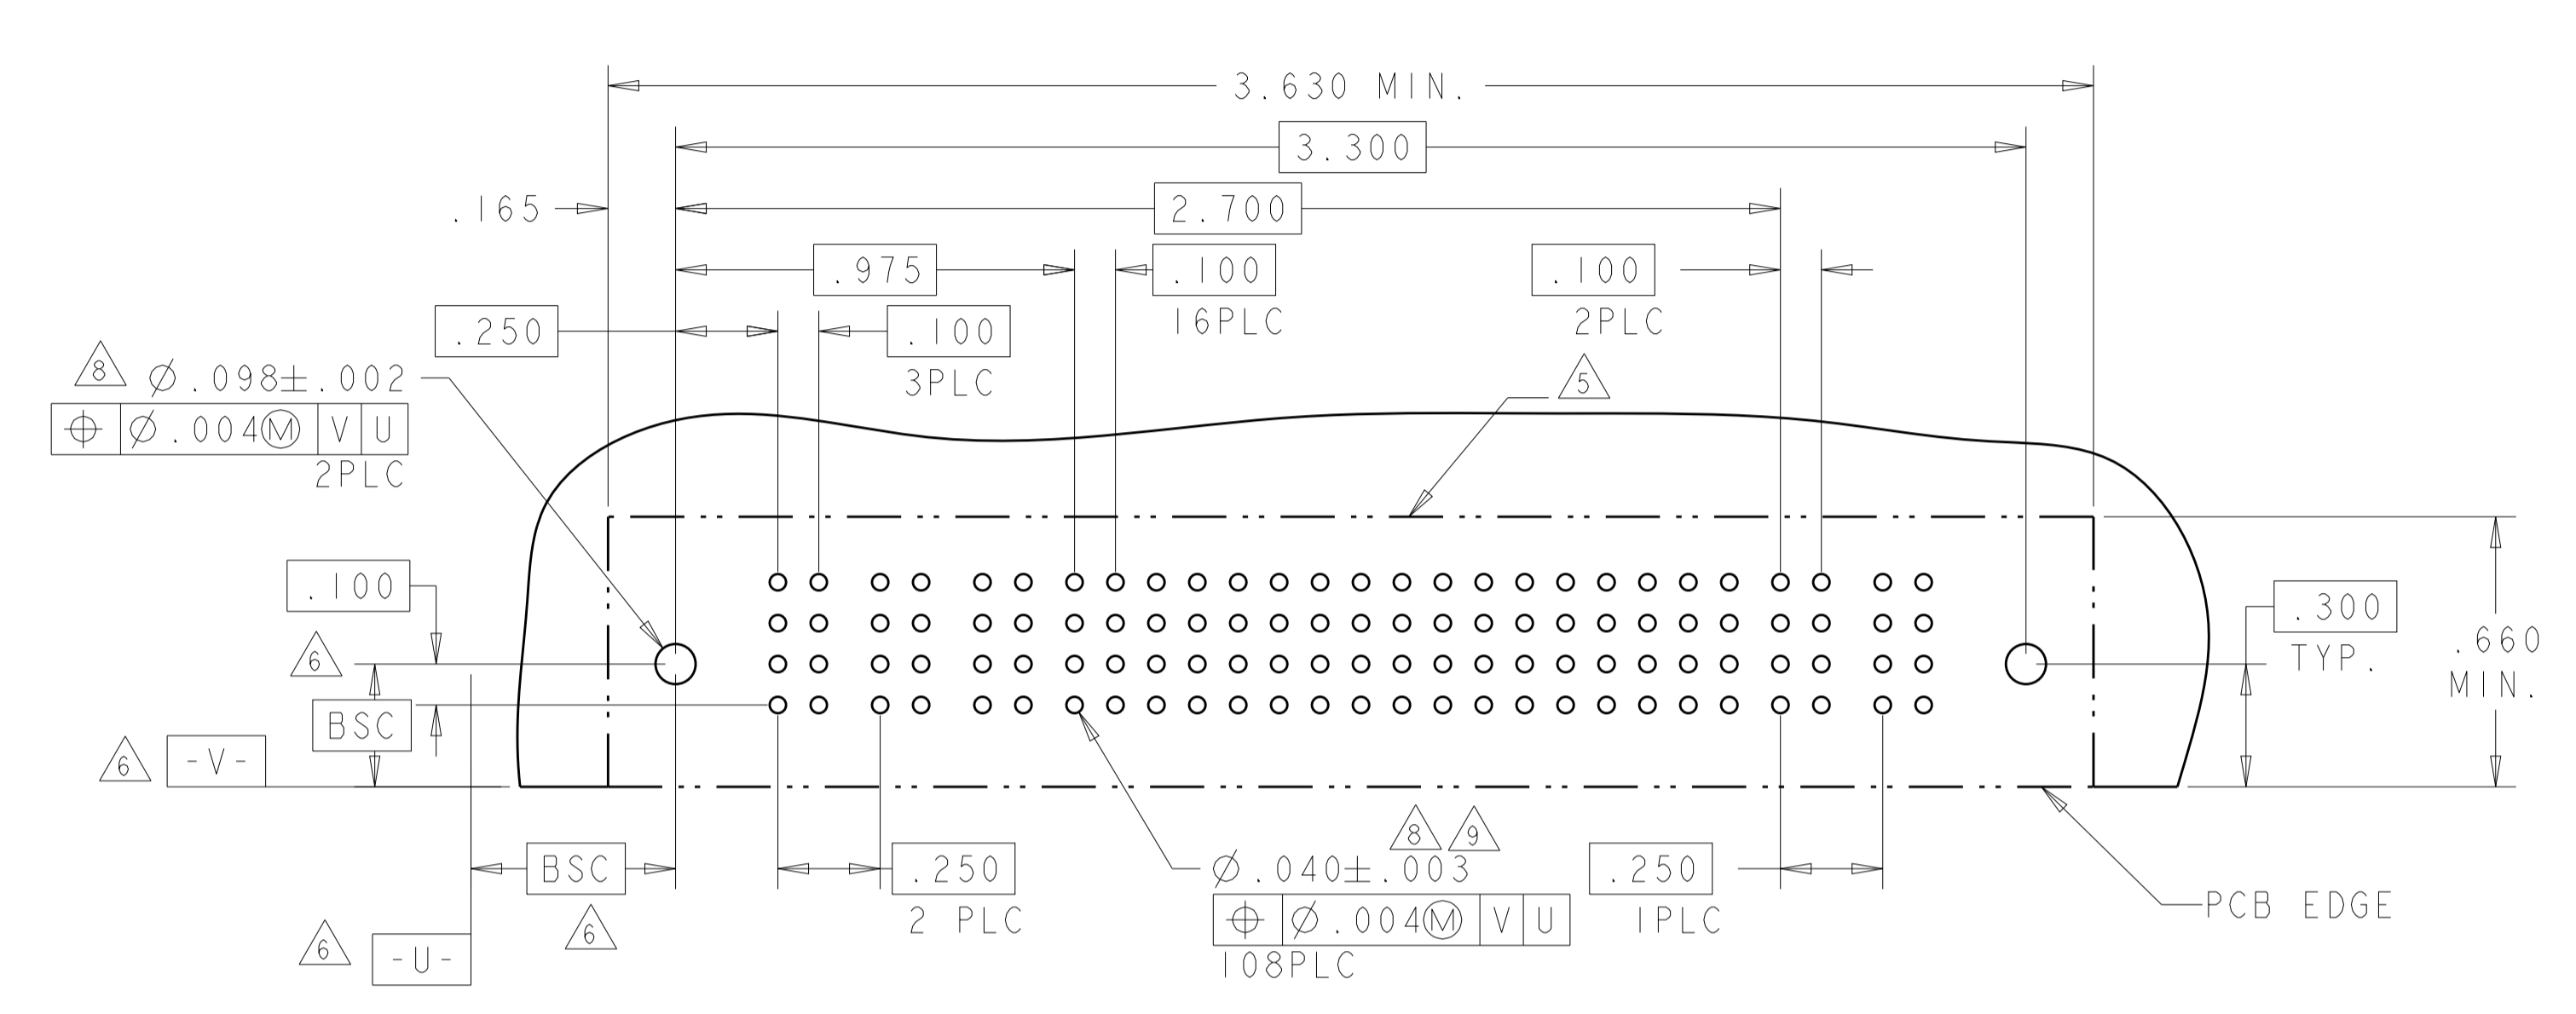 3.630 MIN.
3.300
.165
2.700
.975
.100
16PLC
.100
2PLC
.250
.100
3PLC
8
⌀.098±.002
⌖ ⌀.004Ⓜ V U
2PLC
5
.100
6
BSC
6
-V-
.300
TYP.
.660
MIN.
BSC
6
6
-U-
.250
2 PLC
8 9
⌀.040±.003
⌖ ⌀.004Ⓜ V U
108PLC
.250
1PLC
PCB EDGE